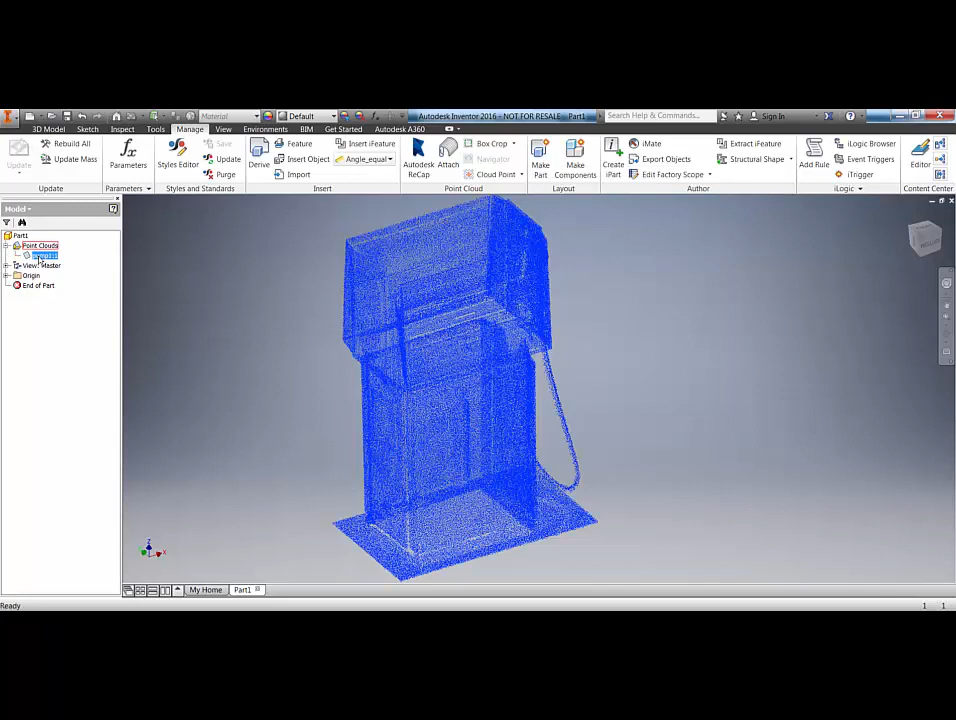 Material Default Autodesk Inventor 2016 - NOT FOR RESALE Part1 Search Help & Commands... Sign In
3D Model Sketch Inspect Tools Manage View Environments BIM Get Started Autodesk A360
Update
Rebuild All
Update Mass
Update
Parameters
Parameters
Styles Editor
Save
Update
Purge
Styles and Standards
Derive
Feature
Insert Object
Import
Insert iFeature
Angle_equal
Insert
Autodesk ReCap
Attach
Box Crop
Navigator
Cloud Point
Point Cloud
Make Part
Make Components
Layout
Create iPart
iMate
Export Objects
Edit Factory Scope
Extract iFeature
Structural Shape
Author
Add Rule
iLogic Browser
Event Triggers
iTrigger
iLogic
Editor
Content Center
Model
Part1
Point Clouds
View: Master
Origin
End of Part
BOTTOM
Z
X
My Home Part1
Ready 1 1